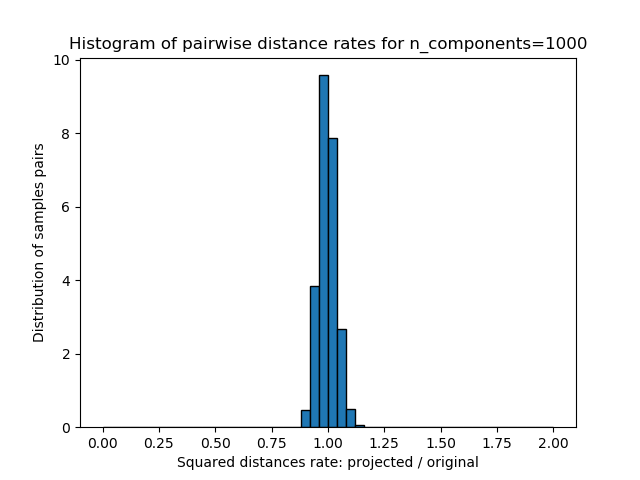 Histogram of pairwise distance rates for n_components=1000
10
8
6
4
2
0
Distribution of samples pairs
0.00 0.25 0.50 0.75 1.00 1.25 1.50 1.75 2.00
Squared distances rate: projected / original